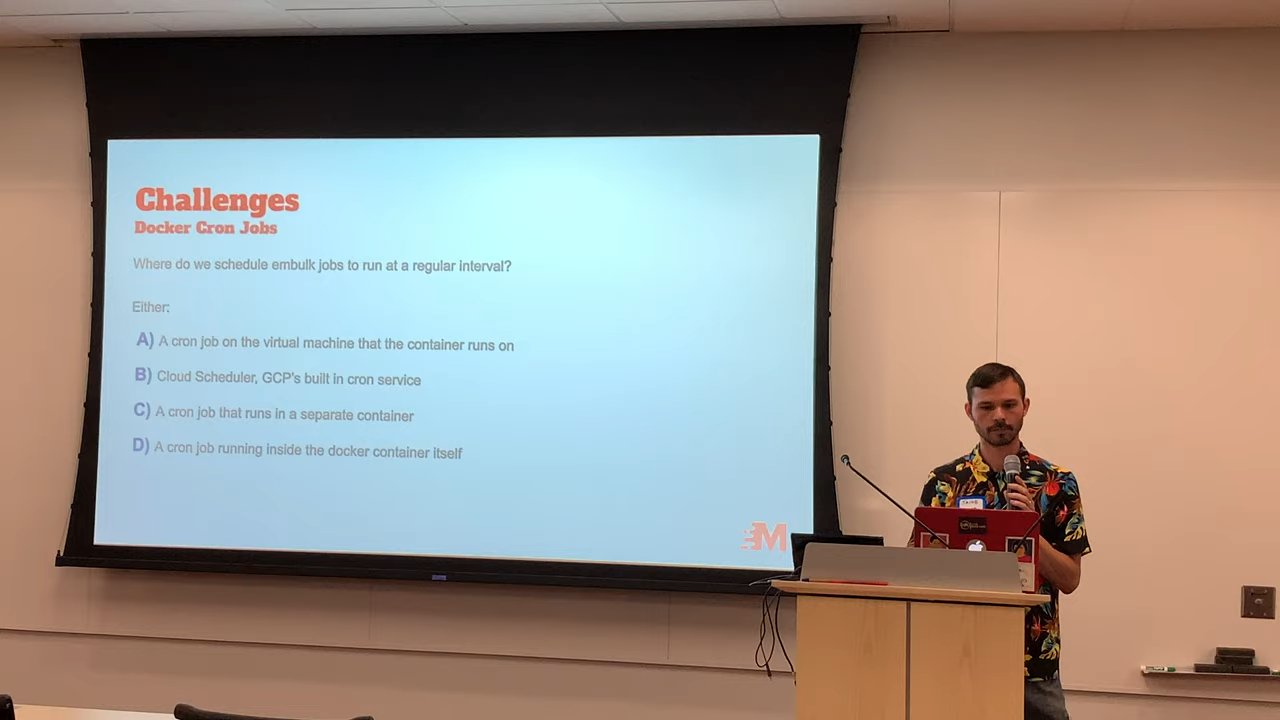 Challenges
Docker Cron Jobs
Where do we schedule embulk jobs to run at a regular interval?
Either:
A) A cron job on the virtual machine that the container runs on
B) Cloud Scheduler, GCP's built in cron service
C) A cron job that runs in a separate container
D) A cron job running inside the docker container itself
M